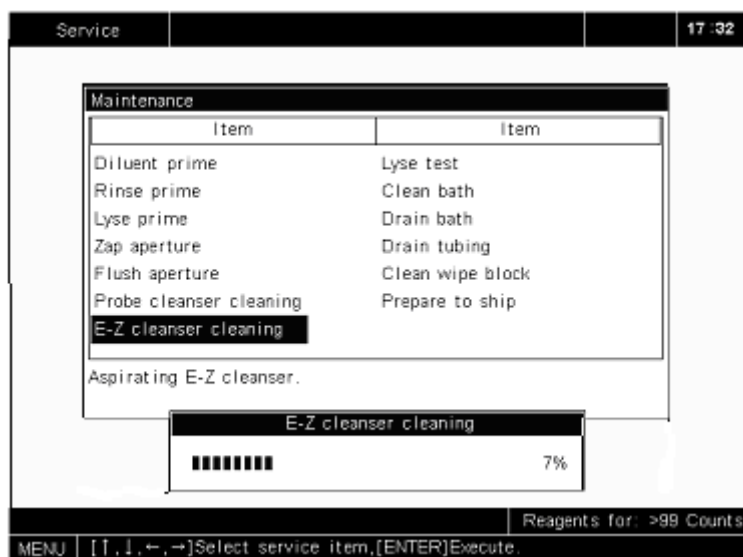 Service 17:32
Maintenance
Item Item
Diluent prime Lyse test
Rinse prime Clean bath
Lyse prime Drain bath
Zap aperture Drain tubing
Flush aperture Clean wipe block
Probe cleanser cleaning Prepare to ship
E-Z cleanser cleaning
Aspirating E-Z cleanser.
E-Z cleanser cleaning
7%
Reagents for: >99 Counts
MENU [↑,↓,←,→]Select service item,[ENTER]Execute.